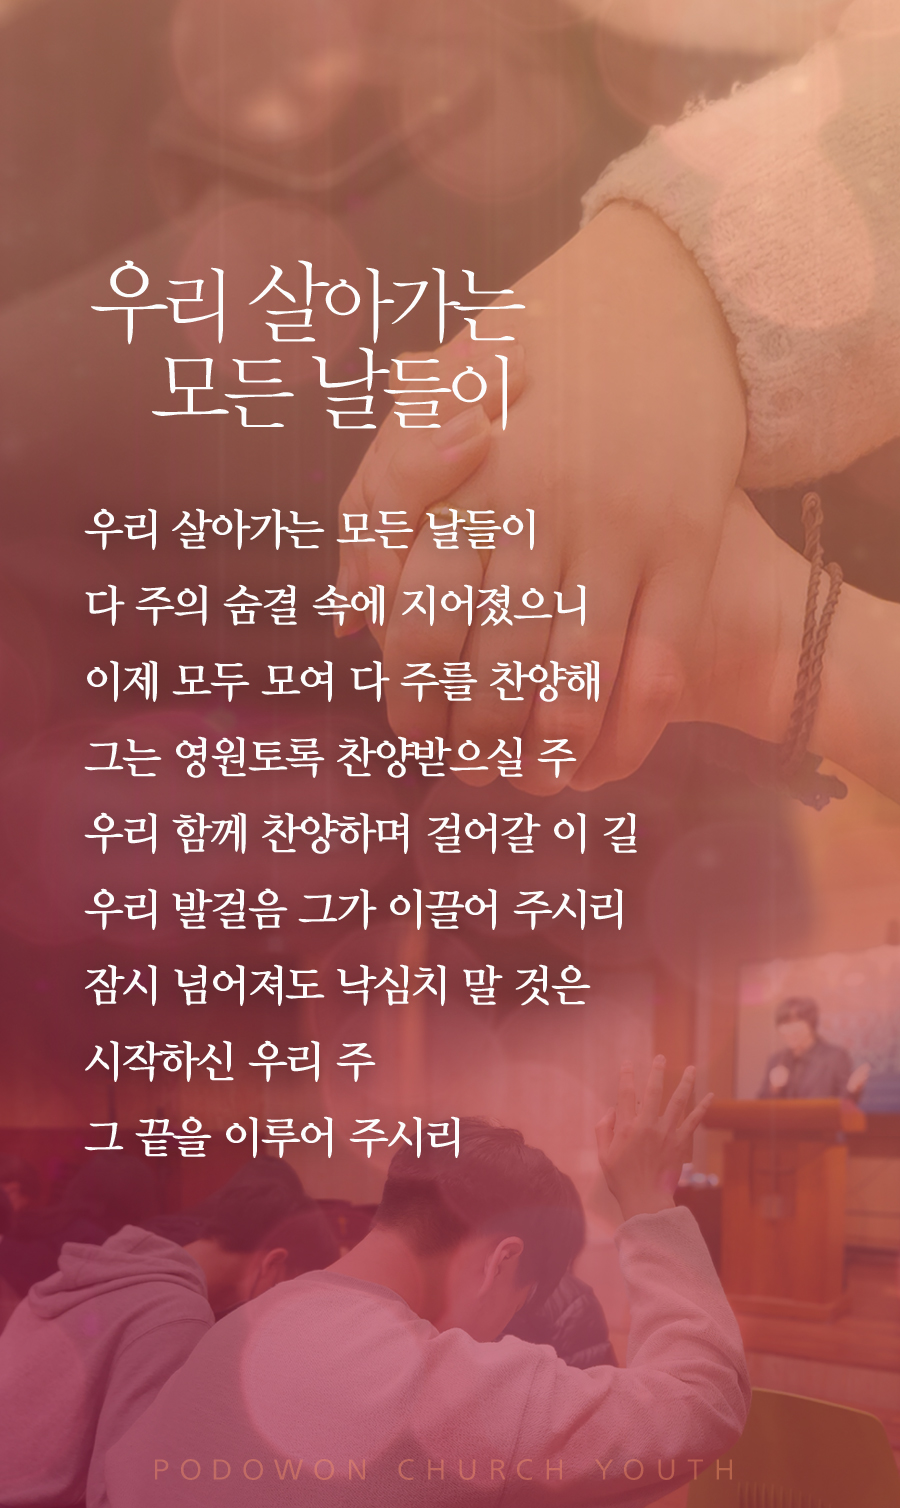 우리 살아가는
모든 날들이
우리 살아가는 모든 날들이
다 주의 숨결 속에 지어졌으니
이제 모두 모여 다 주를 찬양해
그는 영원토록 찬양받으실 주
우리 함께 찬양하며 걸어갈 이 길
우리 발걸음 그가 이끌어 주시리
잠시 넘어져도 낙심치 말 것은
시작하신 우리 주
그 끝을 이루어 주시리
PODOWON CHURCH YOUTH